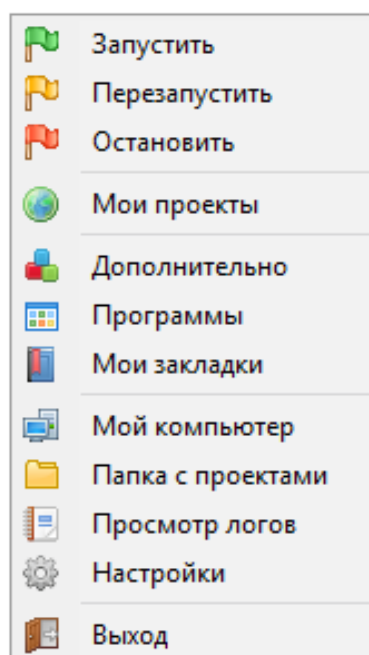 Запустить
Перезапустить
Остановить
Мои проекты
Дополнительно
Программы
Мои закладки
Мой компьютер
Папка с проектами
Просмотр логов
Настройки
Выход